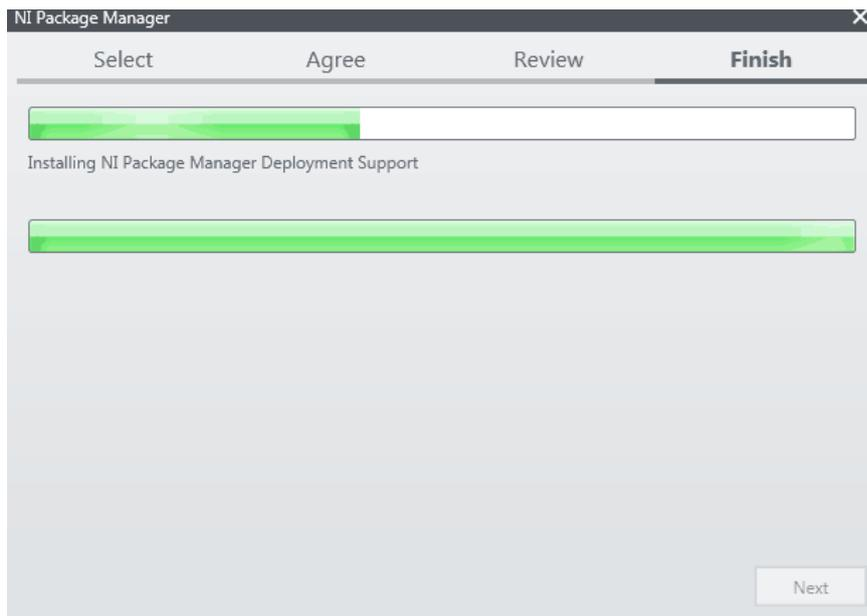 NI Package Manager
Select Agree Review Finish
Installing NI Package Manager Deployment Support
Next